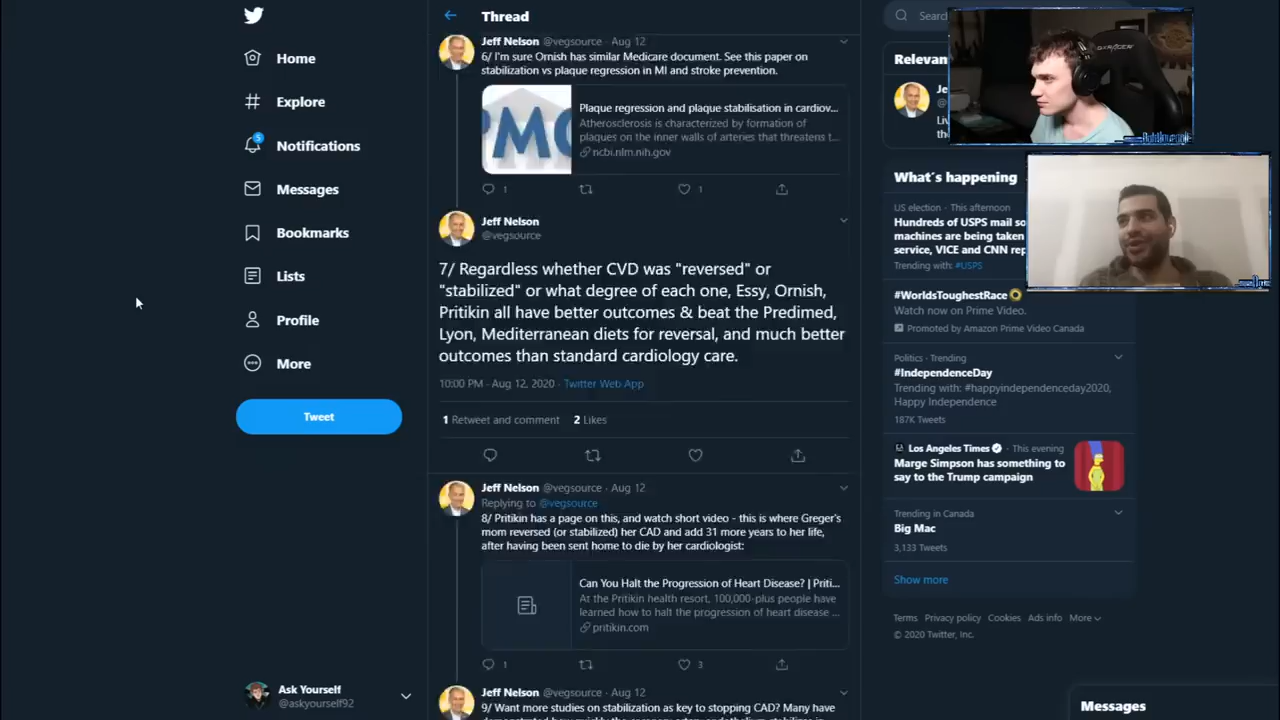 Home
Explore
5
Notifications
Messages
Bookmarks
Lists
Profile
More
Tweet
Ask Yourself
@askyourself92
Thread
Jeff Nelson @vegsource · Aug 12
6/ I'm sure Ornish has similar Medicare document. See this paper on
stabilization vs plaque regression in MI and stroke prevention.
PMC
Plaque regression and plaque stabilisation in cardiov...
Atherosclerosis is characterized by formation of
plaques on the inner walls of arteries that threatens t...
ncbi.nlm.nih.gov
1
1
Jeff Nelson
@vegsource
7/ Regardless whether CVD was "reversed" or
"stabilized" or what degree of each one, Essy, Ornish,
Pritikin all have better outcomes & beat the Predimed,
Lyon, Mediterranean diets for reversal, and much better
outcomes than standard cardiology care.
10:00 PM · Aug 12, 2020 · Twitter Web App
1 Retweet and comment 2 Likes
Jeff Nelson @vegsource · Aug 12
Replying to @vegsource
8/ Pritikin has a page on this, and watch short video - this is where Greger's
mom reversed (or stabilized) her CAD and add 31 more years to her life,
after having been sent home to die by her cardiologist:
Can You Halt the Progression of Heart Disease? | Priti...
At the Pritikin health resort, 100,000-plus people have
learned how to halt the progression of heart disease ...
pritikin.com
1
3
Jeff Nelson @vegsource · Aug 12
9/ Want more studies on stabilization as key to stopping CAD? Many have
Search
Relevan
Je
@
Liv
the
What's happening
US election · This afternoon
Hundreds of USPS mail so
machines are being taken
service, VICE and CNN rep
Trending with: #USPS
#WorldsToughestRace
Watch now on Prime Video.
Promoted by Amazon Prime Video Canada
Politics · Trending
#IndependenceDay
Trending with: #happyindependenceday2020,
Happy Independence
187K Tweets
Los Angeles Times · This evening
Marge Simpson has something to
say to the Trump campaign
Trending in Canada
Big Mac
3,133 Tweets
Show more
Terms Privacy policy Cookies Ads info More
© 2020 Twitter, Inc.
Messages